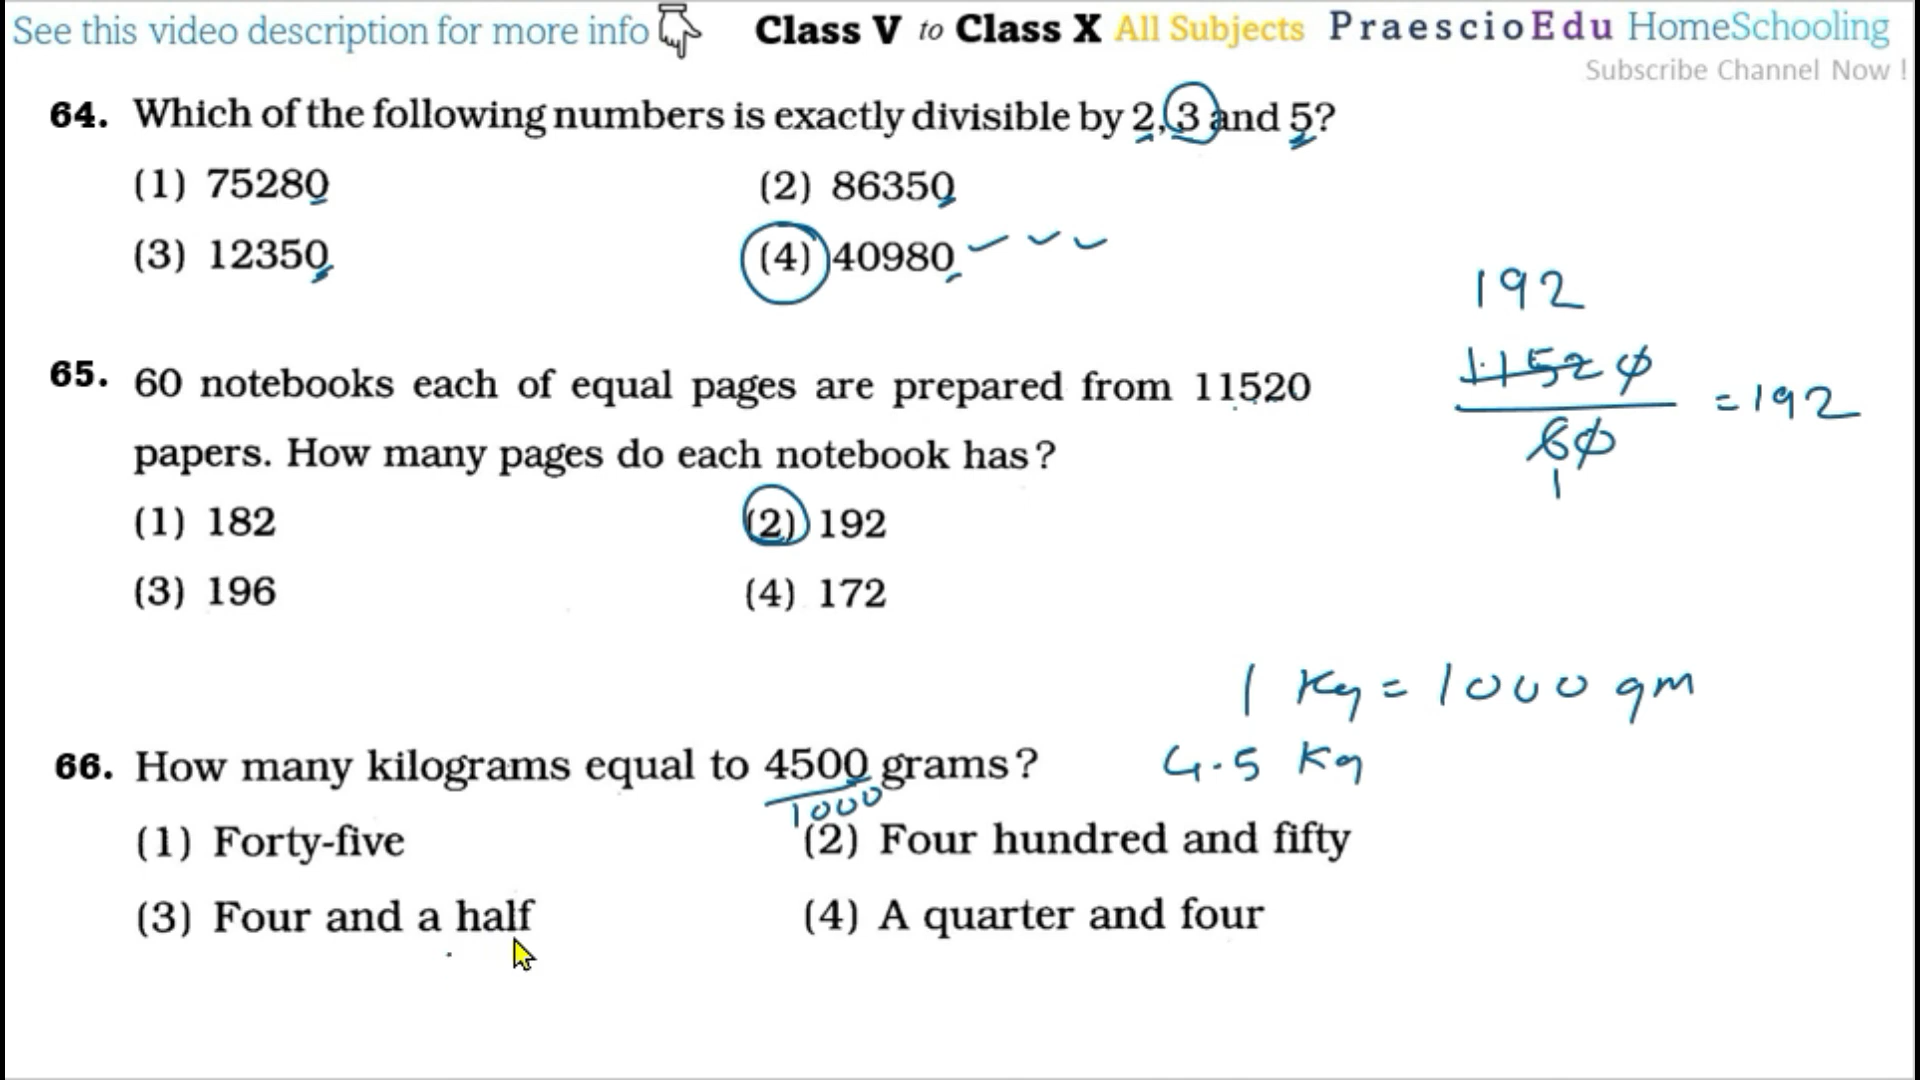 See this video description for more info Class V to Class X All Subjects PraescioEdu HomeSchooling
Subscribe Channel Now !
64. Which of the following numbers is exactly divisible by 2, 3 and 5?
(1) 75280 (2) 86350
(3) 12350 (4) 40980
192
11520
60
1
= 192
65. 60 notebooks each of equal pages are prepared from 11520
papers. How many pages do each notebook has?
(1) 182 (2) 192
(3) 196 (4) 172
1 Kg = 1000 gm
66. How many kilograms equal to 4500 grams? 4.5 Kg
1000
(1) Forty-five (2) Four hundred and fifty
(3) Four and a half (4) A quarter and four